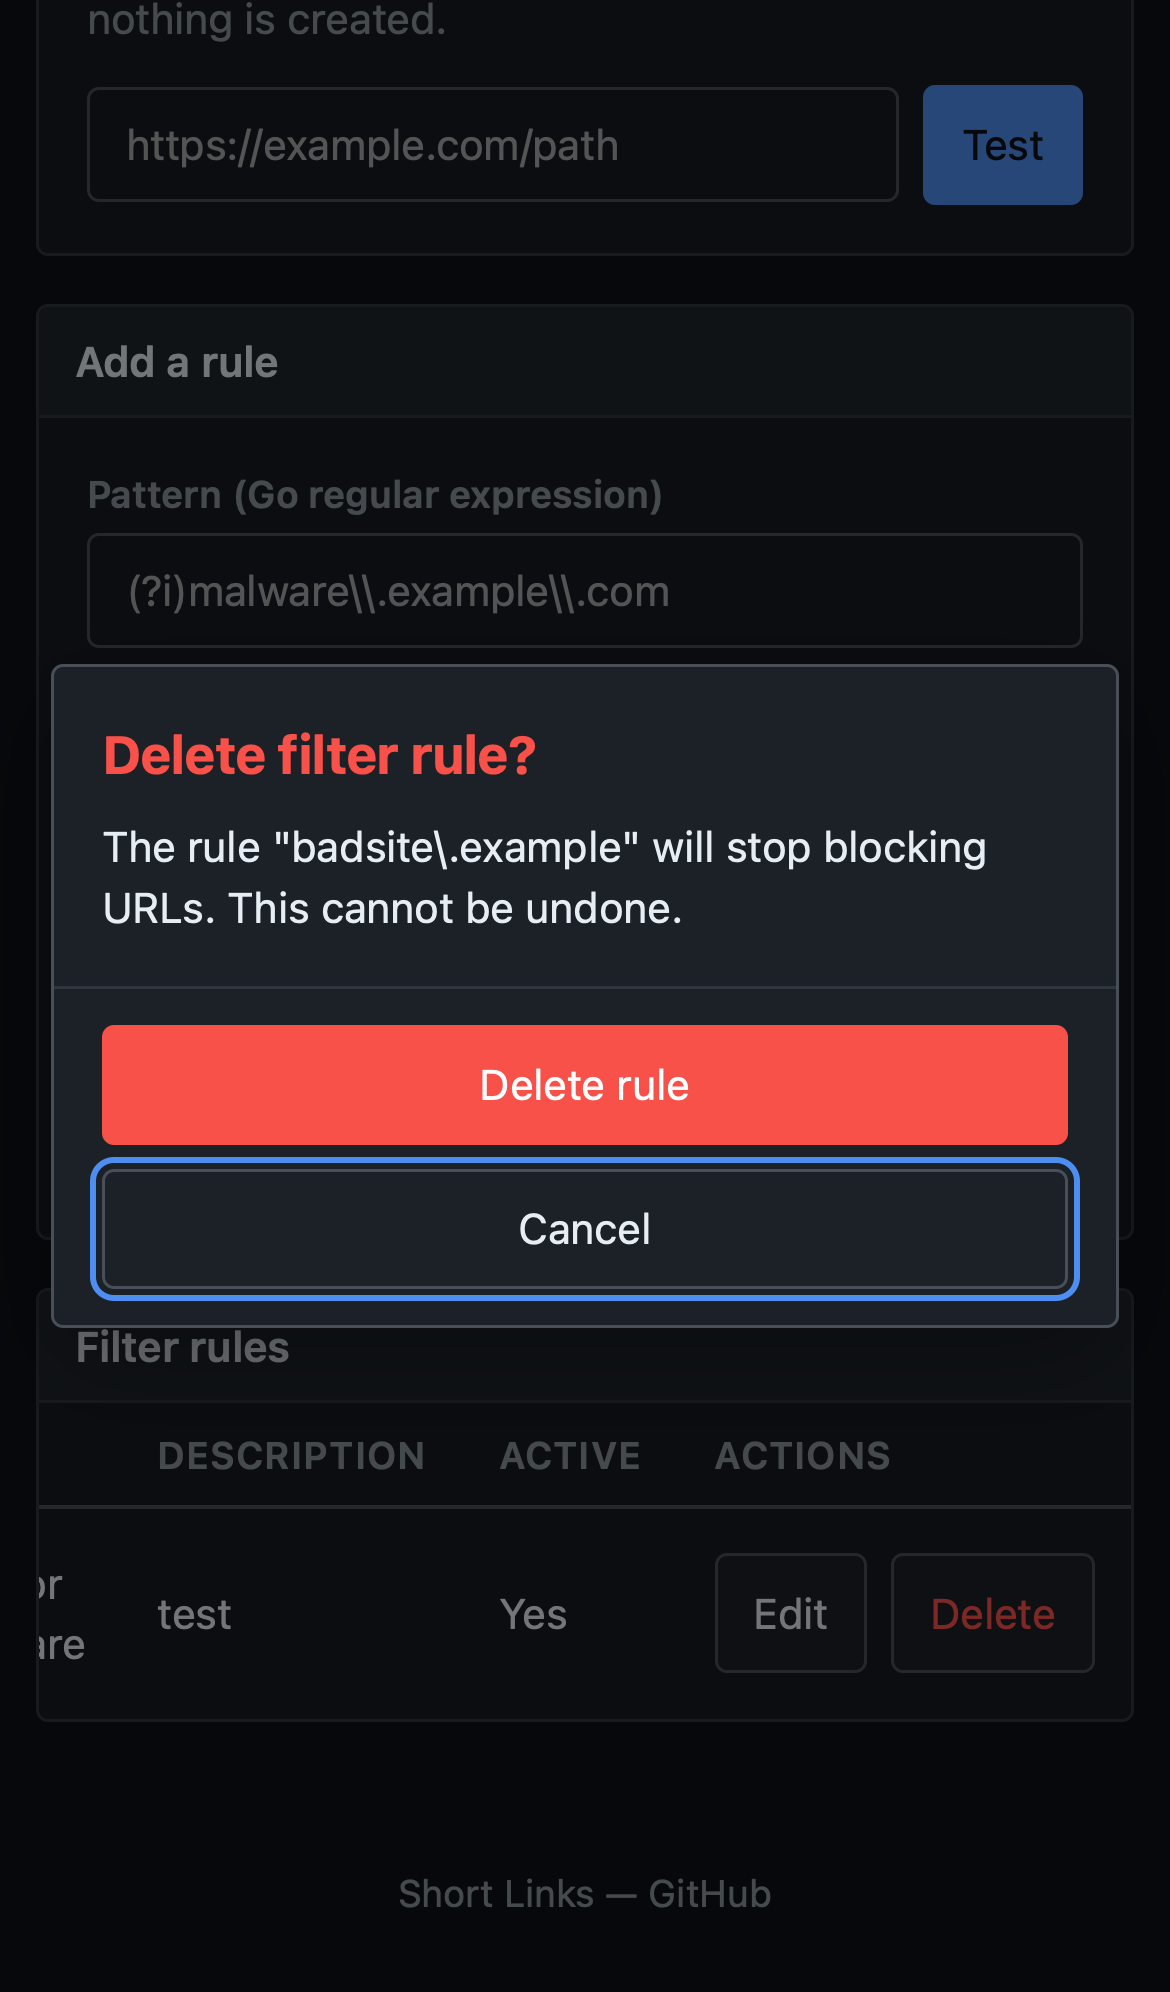 nothing is created.
https://example.com/path
Test
Add a rule
Pattern (Go regular expression)
(?i)malware\\.example\\.com
Delete filter rule?
The rule "badsite\.example" will stop blocking
URLs. This cannot be undone.
Delete rule
Cancel
Filter rules
DESCRIPTION ACTIVE ACTIONS
or
are
test Yes Edit Delete
Short Links — GitHub